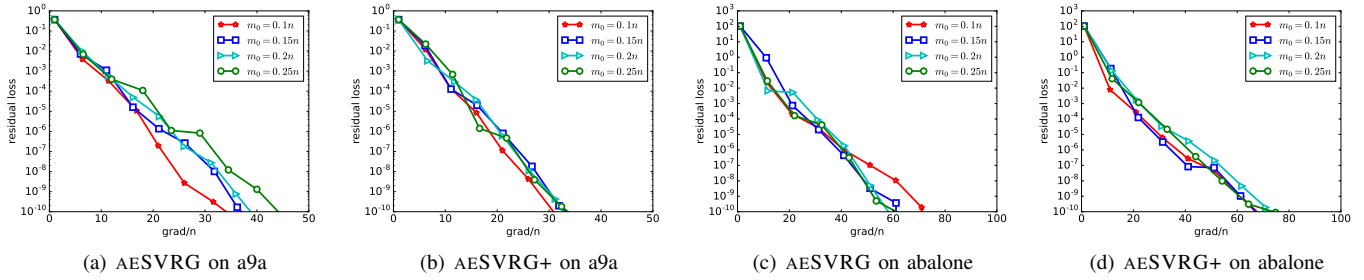 10^0
10^-1
10^-2
10^-3
10^-4
10^-5
10^-6
10^-7
10^-8
10^-9
10^-10
residual loss
0 10 20 30 40 50
grad/n
m_0 = 0.1n
m_0 = 0.15n
m_0 = 0.2n
m_0 = 0.25n
(a) AESVRG on a9a
10^0
10^-1
10^-2
10^-3
10^-4
10^-5
10^-6
10^-7
10^-8
10^-9
10^-10
residual loss
0 10 20 30 40 50
grad/n
m_0 = 0.1n
m_0 = 0.15n
m_0 = 0.2n
m_0 = 0.25n
(b) AESVRG+ on a9a
10^3
10^2
10^1
10^0
10^-1
10^-2
10^-3
10^-4
10^-5
10^-6
10^-7
10^-8
10^-9
10^-10
residual loss
0 20 40 60 80 100
grad/n
m_0 = 0.1n
m_0 = 0.15n
m_0 = 0.2n
m_0 = 0.25n
(c) AESVRG on abalone
10^3
10^2
10^1
10^0
10^-1
10^-2
10^-3
10^-4
10^-5
10^-6
10^-7
10^-8
10^-9
10^-10
residual loss
0 20 40 60 80 100
grad/n
m_0 = 0.1n
m_0 = 0.15n
m_0 = 0.2n
m_0 = 0.25n
(d) AESVRG+ on abalone